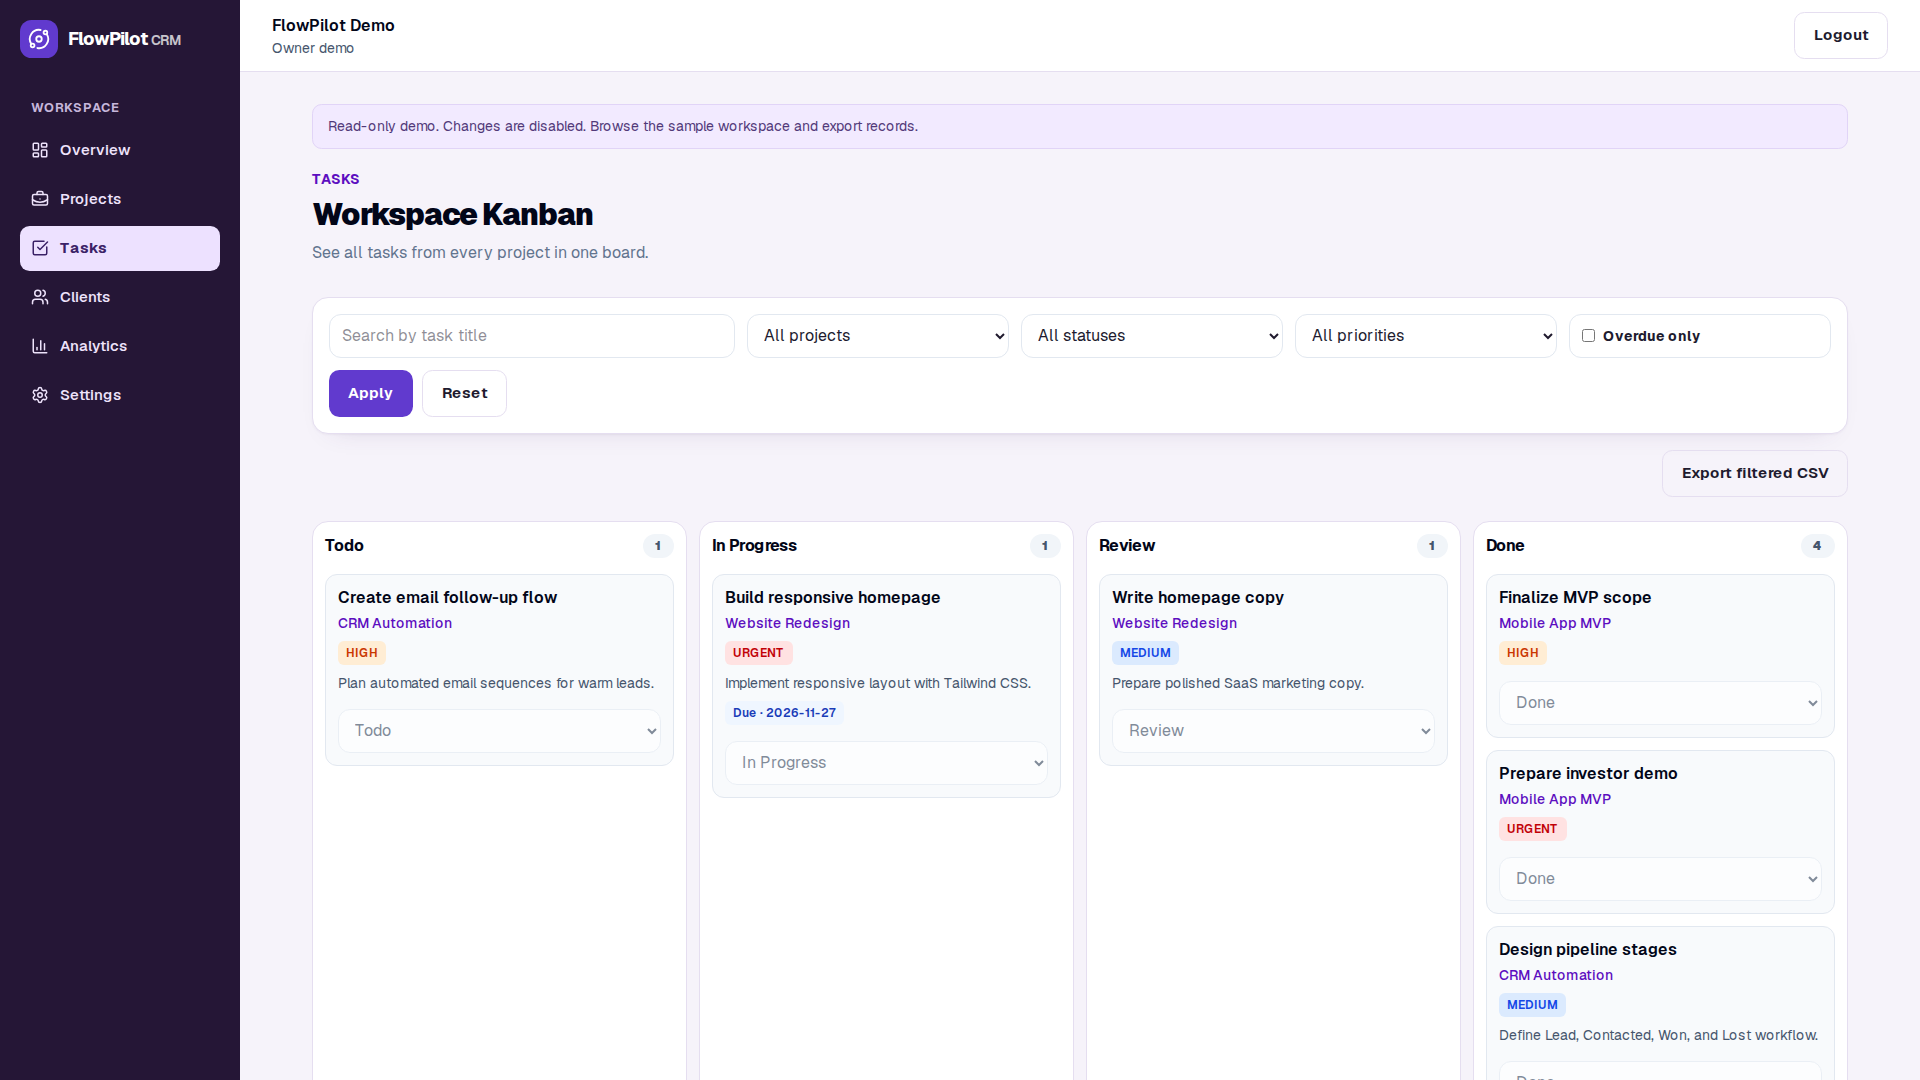 FlowPilot CRM
WORKSPACE
Overview
Projects
Tasks
Clients
Analytics
Settings
FlowPilot Demo
Owner demo
Logout
Read-only demo. Changes are disabled. Browse the sample workspace and export records.
TASKS
Workspace Kanban
See all tasks from every project in one board.
Search by task title
All projects
All statuses
All priorities
Overdue only
Apply
Reset
Export filtered CSV
Todo
1
Create email follow-up flow
CRM Automation
HIGH
Plan automated email sequences for warm leads.
Todo
In Progress
1
Build responsive homepage
Website Redesign
URGENT
Implement responsive layout with Tailwind CSS.
Due · 2026-11-27
In Progress
Review
1
Write homepage copy
Website Redesign
MEDIUM
Prepare polished SaaS marketing copy.
Review
Done
4
Finalize MVP scope
Mobile App MVP
HIGH
Done
Prepare investor demo
Mobile App MVP
URGENT
Done
Design pipeline stages
CRM Automation
MEDIUM
Define Lead, Contacted, Won, and Lost workflow.